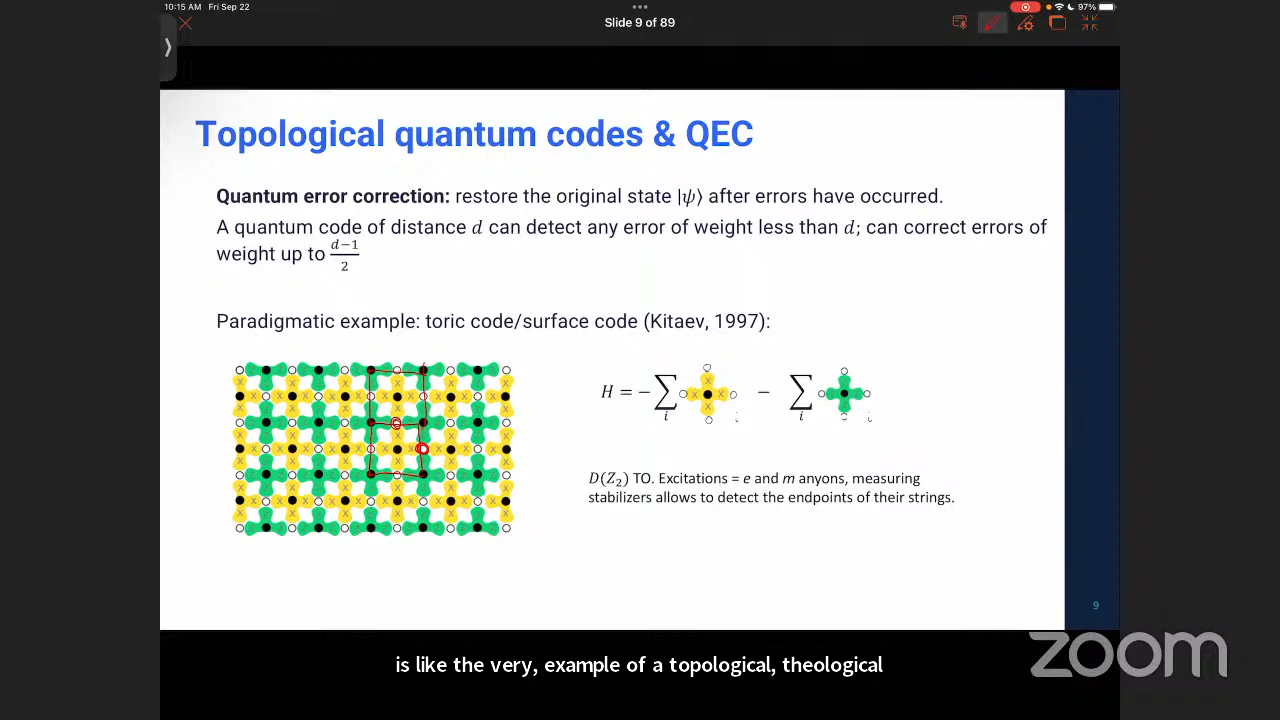 10:15 AM Fri Sep 22
97%
Slide 9 of 89
Topological quantum codes & QEC
Quantum error correction: restore the original state |ψ⟩ after errors have occurred.
A quantum code of distance d can detect any error of weight less than d; can correct errors of
weight up to (d−1)/2
Paradigmatic example: toric code/surface code (Kitaev, 1997):
H = −∑i − ∑i
D(Z₂) TO. Excitations = e and m anyons, measuring
stabilizers allows to detect the endpoints of their strings.
9
is like the very, example of a topological, theological
zoom